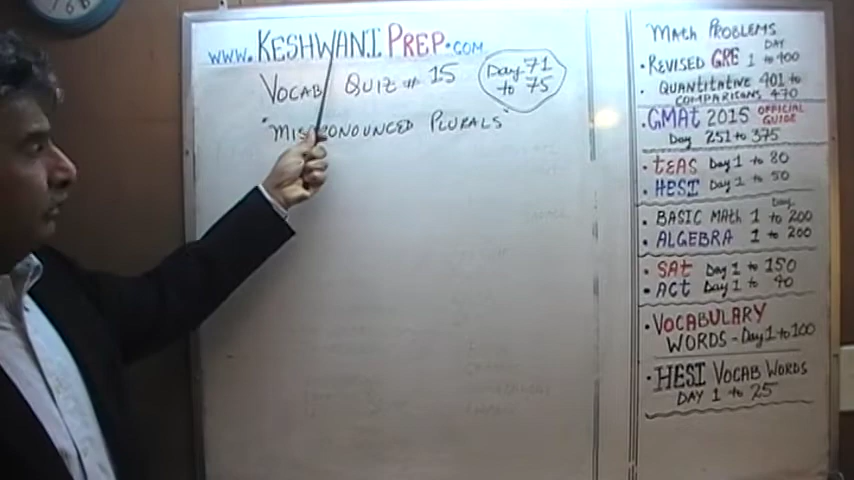 www.KESHWANI PREP.COM
VOCAB QUIZ # 15
Day 71
to 75
"MISPRONOUNCED PLURALS"
MATH PROBLEMS
• REVISED GRE DAY 1 to 400
• QUANTITATIVE 401 to
COMPARISONS 470
• GMAT 2015 OFFICIAL GUIDE
Day 251 to 375
• tEAS Day 1 to 80
• HESI Day 1 to 50
• BASIC MATH Day 1 to 200
• ALGEBRA 1 to 200
• SAt Day 1 to 150
• ACt Day 1 to 40
• VOCABULARY
WORDS - Day 1 to 100
• HESI VOCAB WORDS
DAY 1 to 25